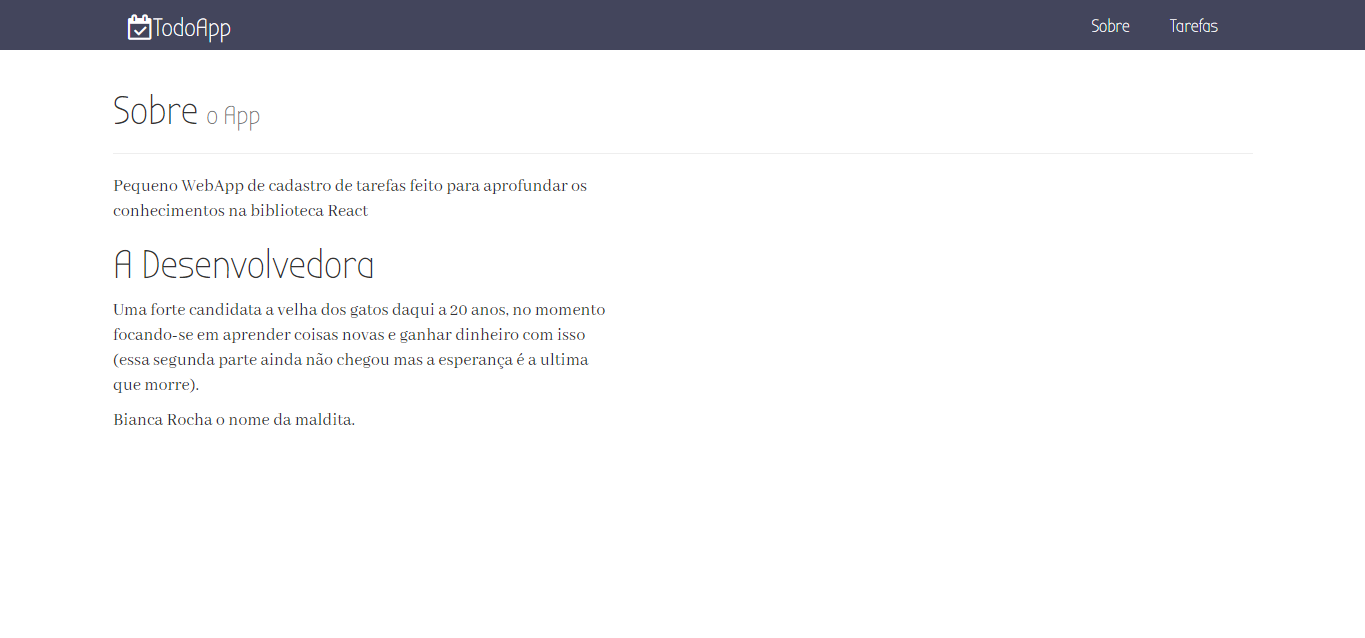 TodoApp
Sobre
Tarefas
Sobre o App
Pequeno WebApp de cadastro de tarefas feito para aprofundar os
conhecimentos na biblioteca React
A Desenvolvedora
Uma forte candidata a velha dos gatos daqui a 20 anos, no momento
focando-se em aprender coisas novas e ganhar dinheiro com isso
(essa segunda parte ainda não chegou mas a esperança é a ultima
que morre).
Bianca Rocha o nome da maldita.